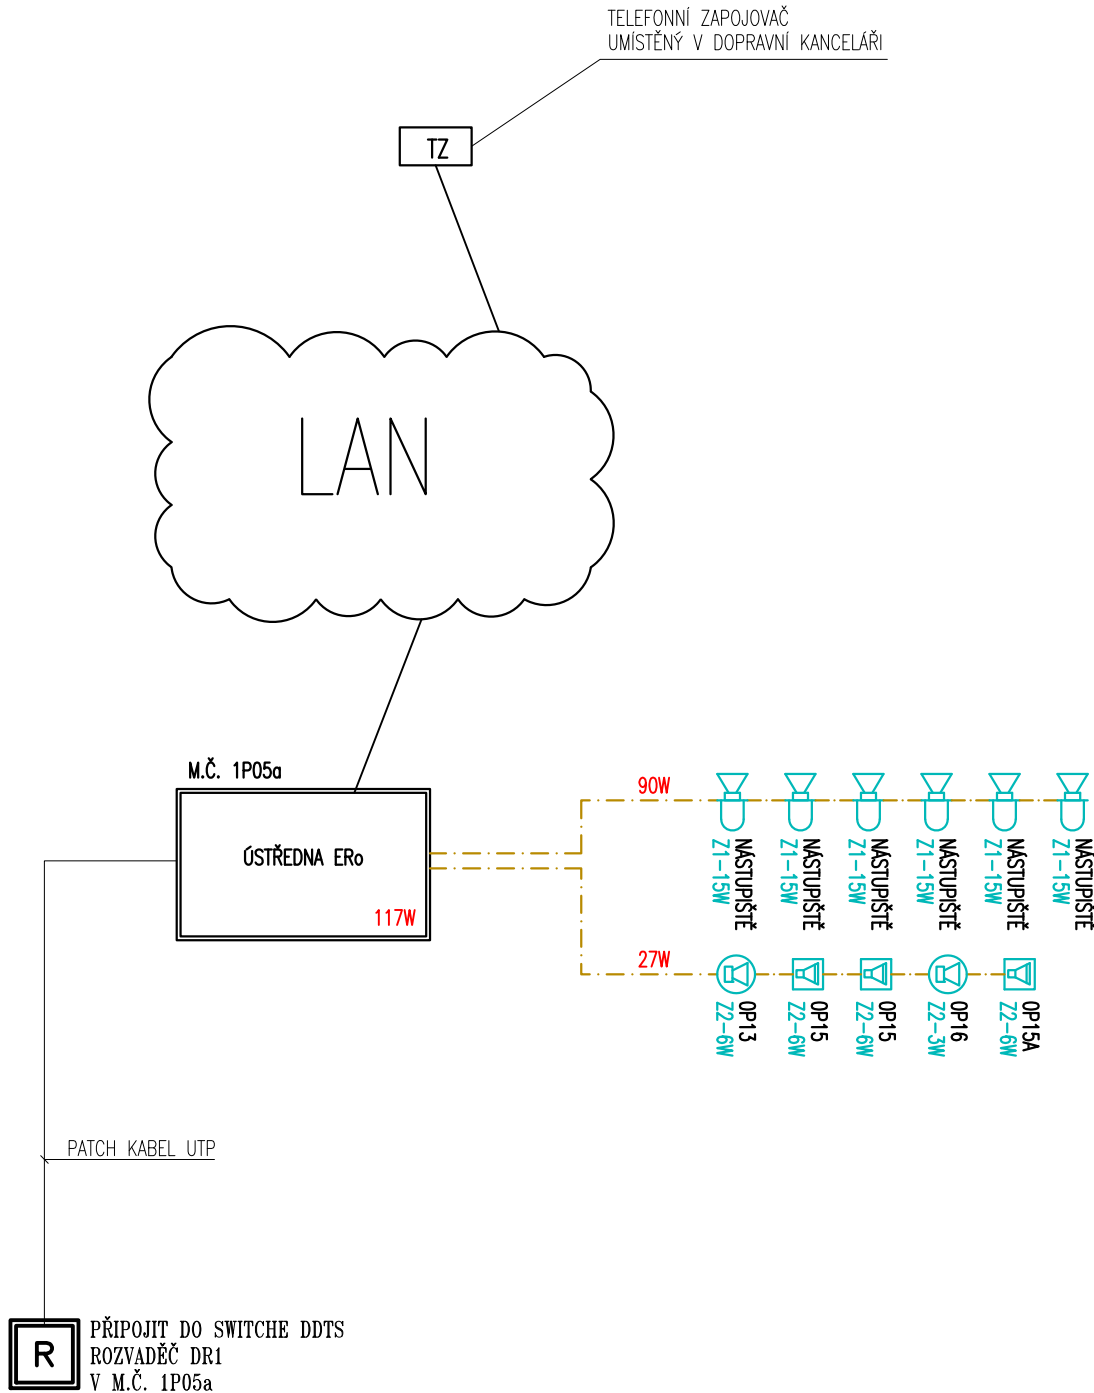 TELEFONNÍ ZAPOJOVAČ
UMÍSTĚNÝ V DOPRAVNÍ KANCELÁŘI
TZ
LAN
M.Č. 1P05a
ÚSTŘEDNA ERo
117W
90W
NÁSTUPIŠTĚ
Z1-15W
NÁSTUPIŠTĚ
Z1-15W
NÁSTUPIŠTĚ
Z1-15W
NÁSTUPIŠTĚ
Z1-15W
NÁSTUPIŠTĚ
Z1-15W
NÁSTUPIŠTĚ
Z1-15W
27W
OP13
Z2-6W
OP15
Z2-6W
OP15
Z2-6W
OP16
Z2-3W
OP15A
Z2-6W
PATCH KABEL UTP
R
PŘIPOJIT DO SWITCHE DDTS
ROZVADĚČ DR1
V M.Č. 1P05a